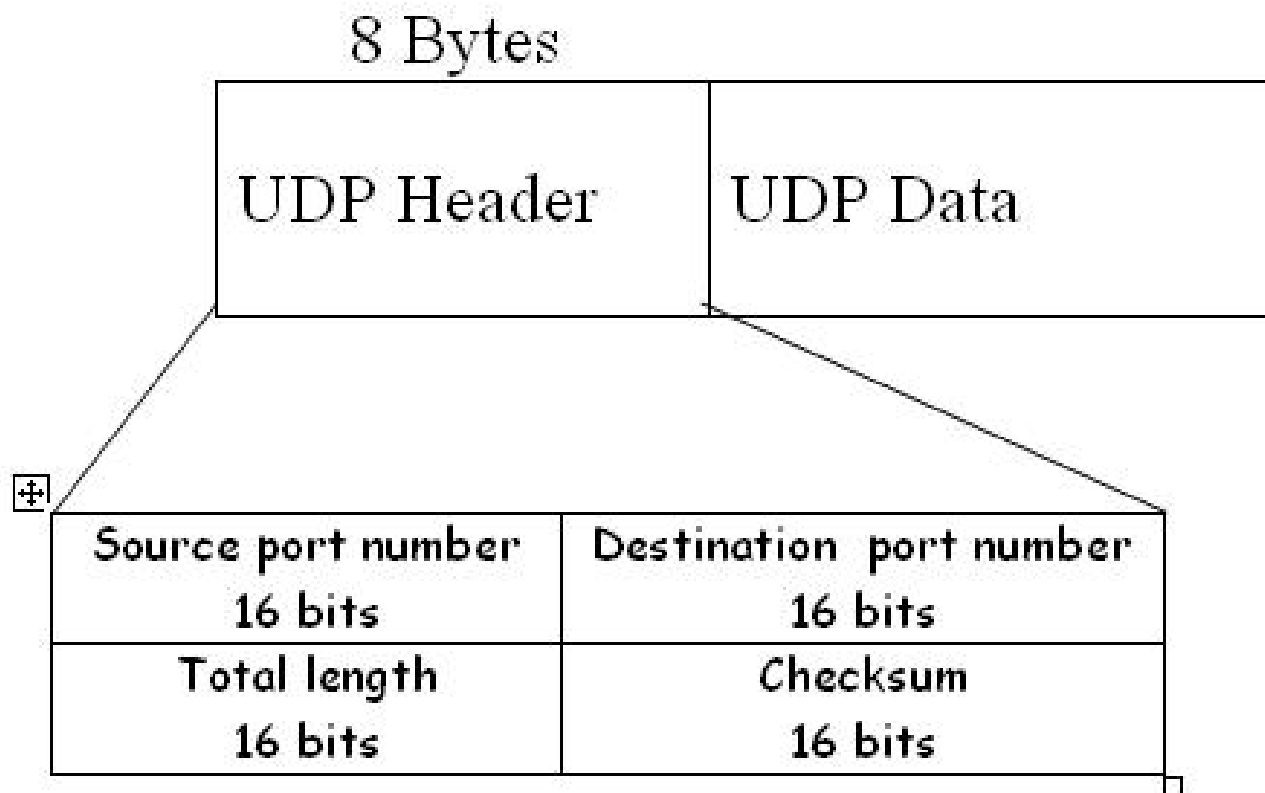 8 Bytes
UDP Header
UDP Data
Source port number
16 bits
Destination port number
16 bits
Total length
16 bits
Checksum
16 bits